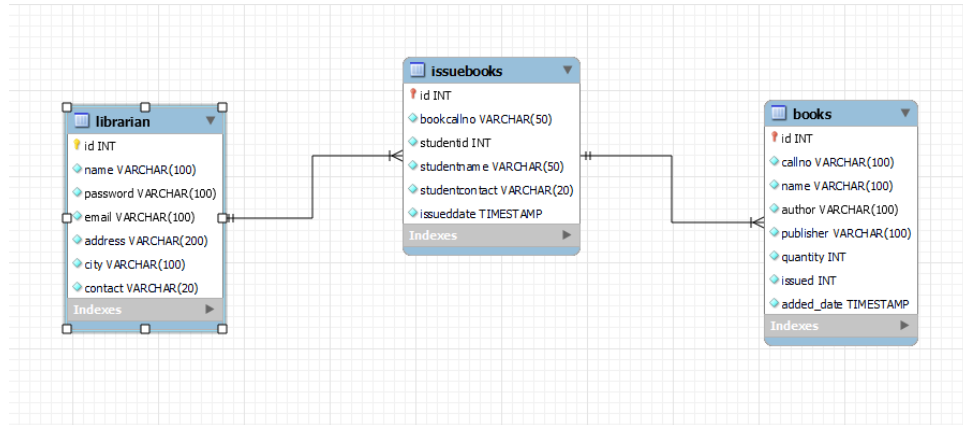 librarian
id INT
name VARCHAR(100)
password VARCHAR(100)
email VARCHAR(100)
address VARCHAR(200)
city VARCHAR(100)
contact VARCHAR(20)
Indexes
issuebooks
id INT
bookcallno VARCHAR(50)
studentid INT
studentname VARCHAR(50)
studentcontact VARCHAR(20)
issueddate TIMESTAMP
Indexes
books
id INT
callno VARCHAR(100)
name VARCHAR(100)
author VARCHAR(100)
publisher VARCHAR(100)
quantity INT
issued INT
added_date TIMESTAMP
Indexes